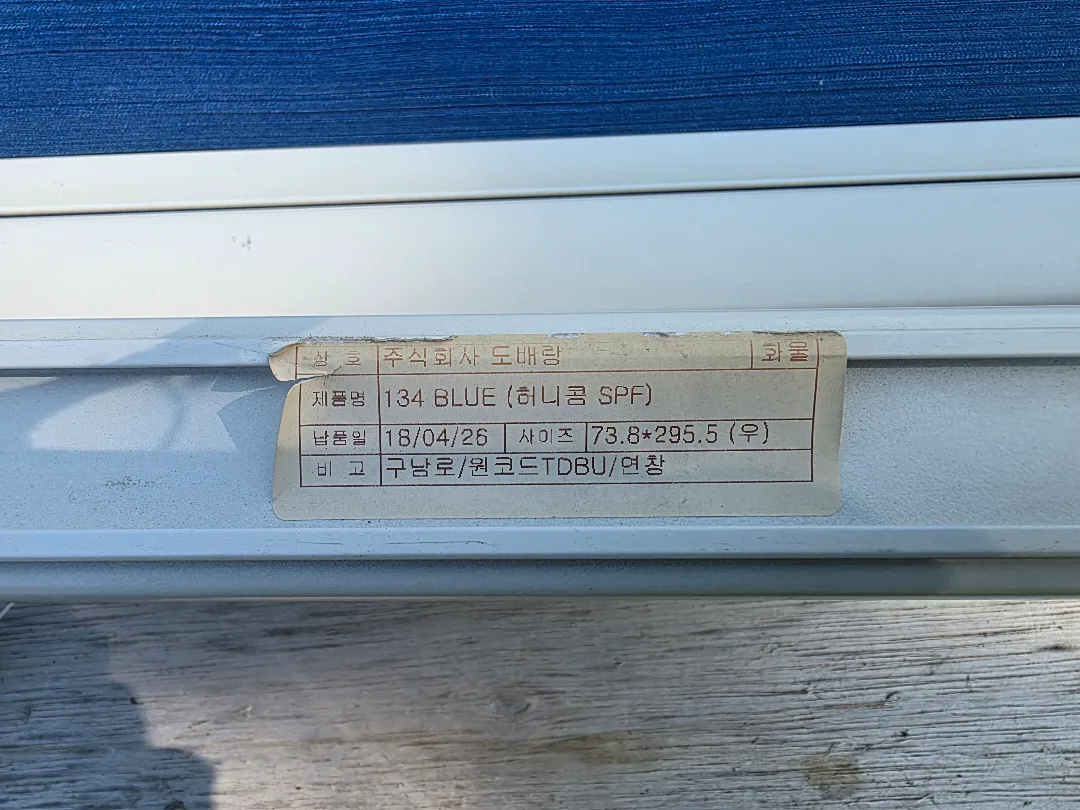 상 호 주식회사 도배랑 화물
제품명 134 BLUE (허니콤 SPF)
납품일 18/04/26 사이즈 73.8*295.5 (우)
비 고 구남로/원코드TDBU/연창